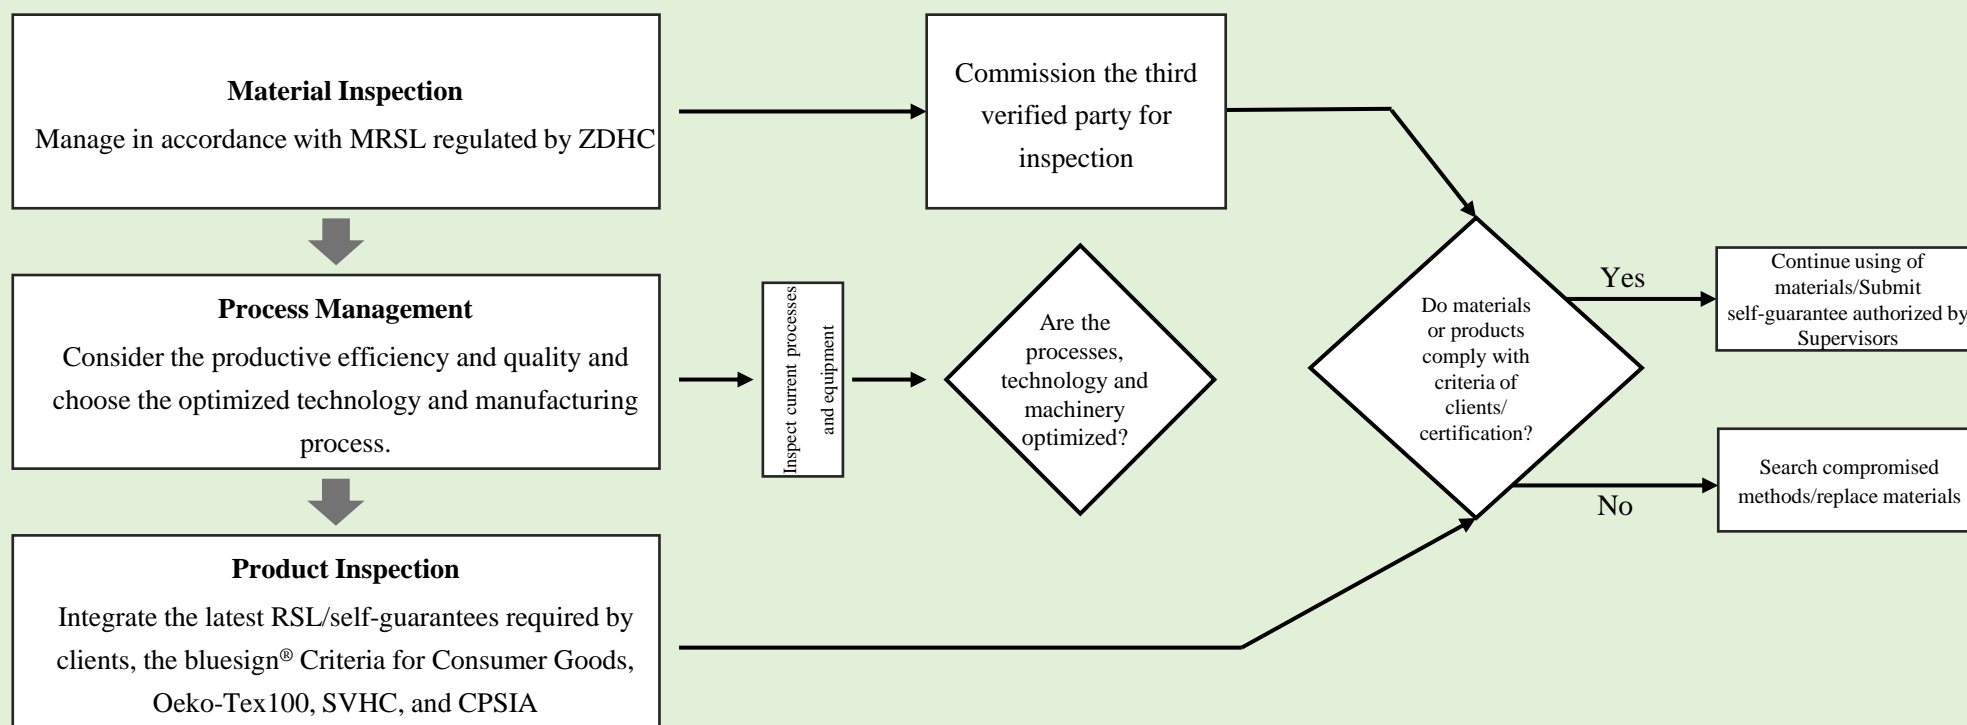 Material Inspection
Manage in accordance with MRSL regulated by ZDHC
Commission the third
verified party for
inspection
Process Management
Consider the productive efficiency and quality and
choose the optimized technology and manufacturing
process.
Inspect current processes
and equipment
Are the
processes,
technology and
machinery
optimized?
Do materials
or products
comply with
criteria of
clients/
certification?
Yes
Continue using of
materials/Submit
self-guarantee authorized by
Supervisors
No
Search compromised
methods/replace materials
Product Inspection
Integrate the latest RSL/self-guarantees required by
clients, the bluesign® Criteria for Consumer Goods,
Oeko-Tex100, SVHC, and CPSIA